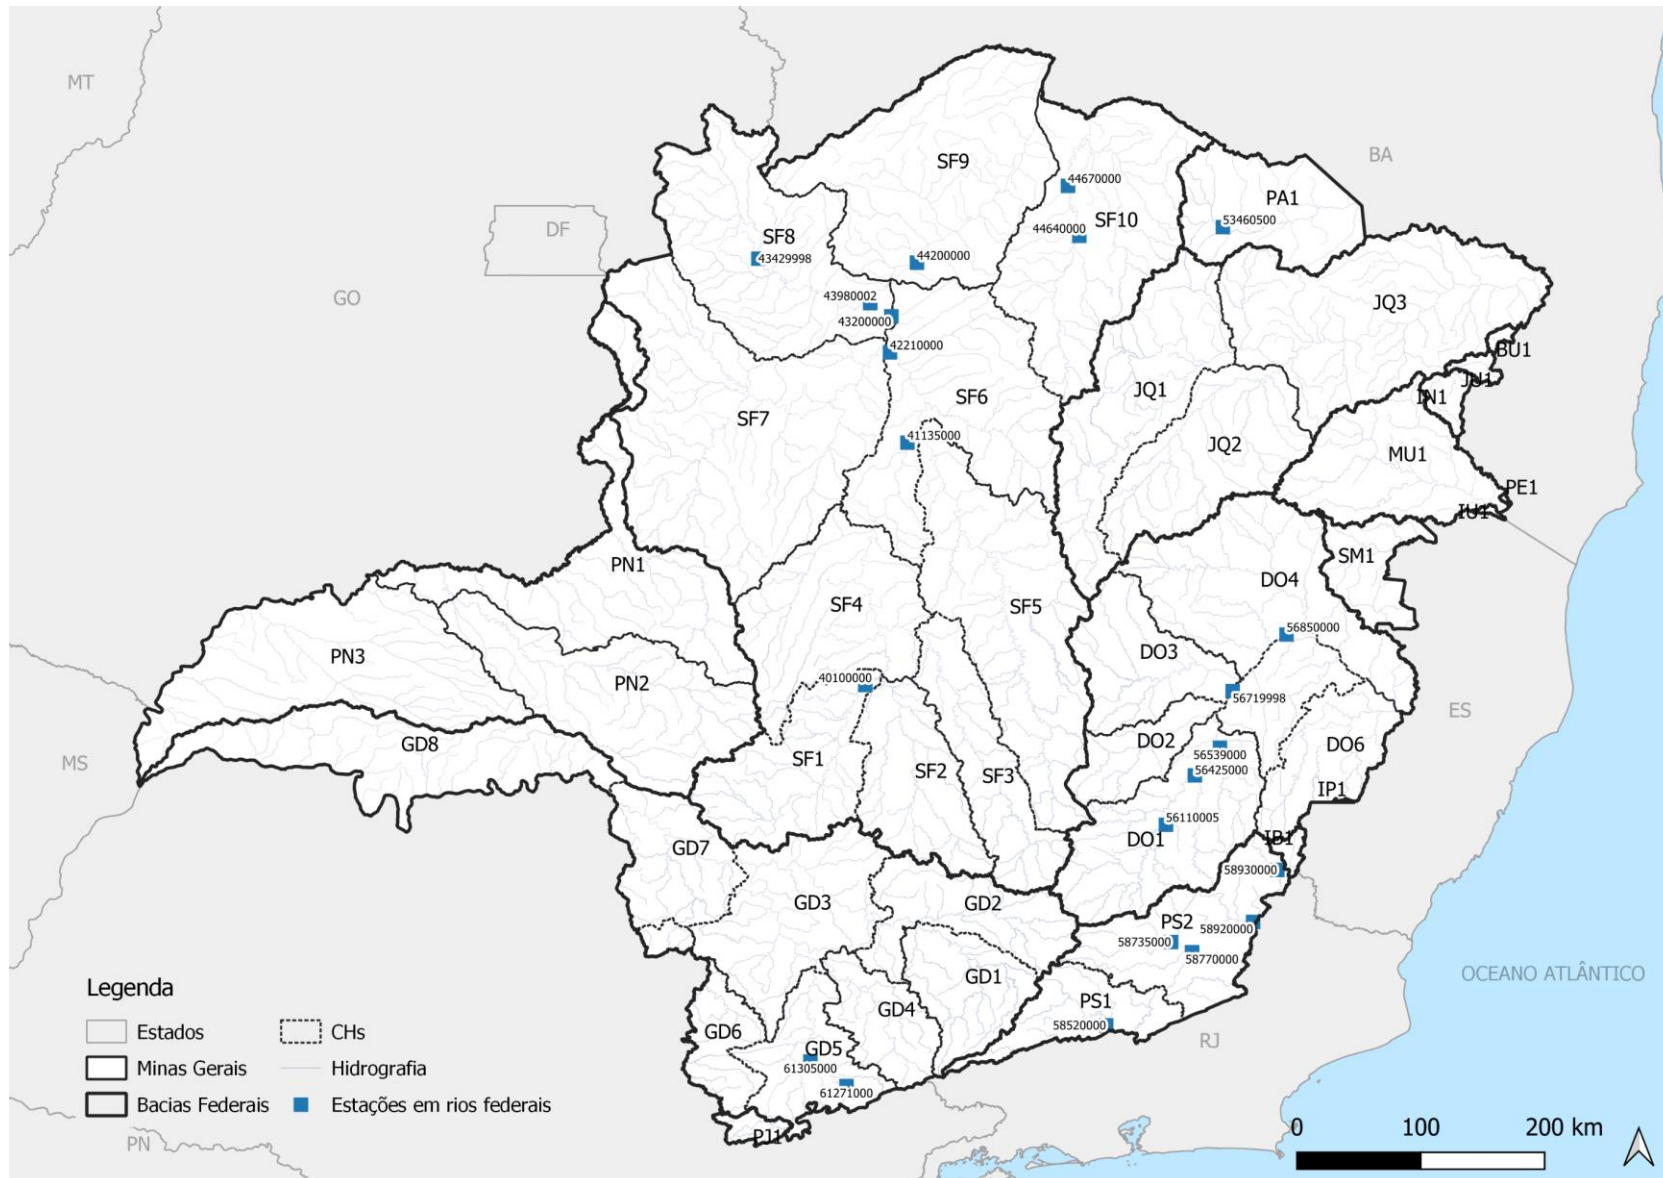 MT
BA
SF9
44670000
PA1
53460500
SF10
44640000
DF
SF8
43429998
44200000
GO
43980002
43200000
JQ3
42210000
BU1
JU1
IN1
JQ1
SF6
SF7
41135000
JQ2
MU1
PE1
IU1
SM1
PN1
DO4
SF4
SF5
56850000
DO3
PN3
PN2
40100000
56719998
ES
GD8
DO2
DO6
MS
56539000
SF1
SF2
SF3
56425000
IP1
56110005
DO1
IB1
GD7
58930000
GD3
GD2
PS2
58920000
58735000
58770000
OCEANO ATLÂNTICO
GD1
Legenda
PS1
GD4
58520000
Estados
CHs
GD6
RJ
GD5
Minas Gerais
Hidrografia
61305000
61271000
Bacias Federais
Estações em rios federais
PJ1
PN
0 100 200 km